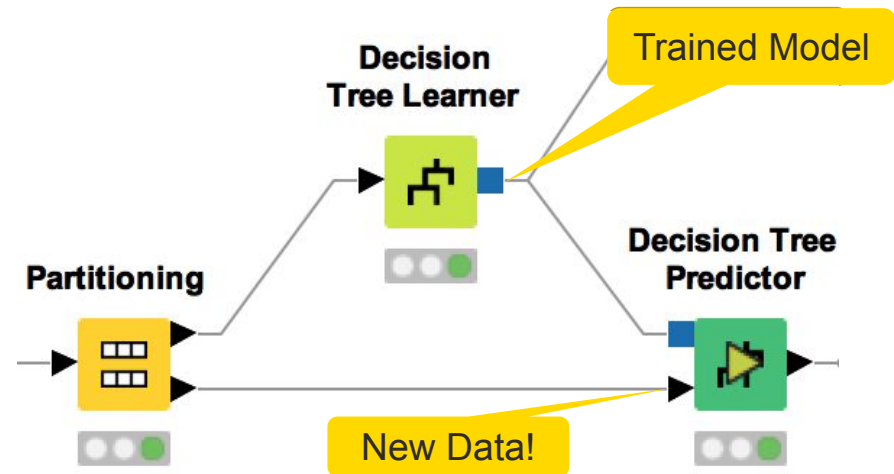 Trained Model
Decision
Tree Learner
Decision Tree
Predictor
Partitioning
New Data!